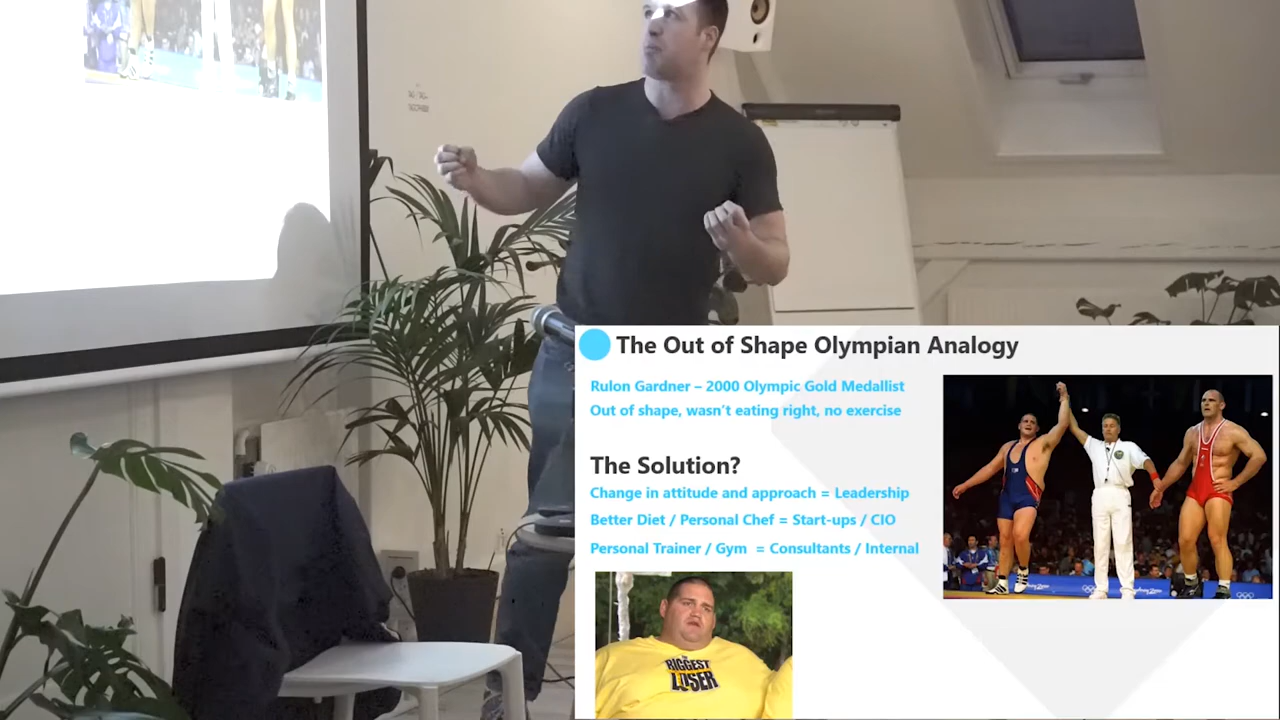 The Out of Shape Olympian Analogy
Rulon Gardner – 2000 Olympic Gold Medallist
Out of shape, wasn't eating right, no exercise
The Solution?
Change in attitude and approach = Leadership
Better Diet / Personal Chef = Start-ups / CIO
Personal Trainer / Gym = Consultants / Internal
BIGGEST
LOSER